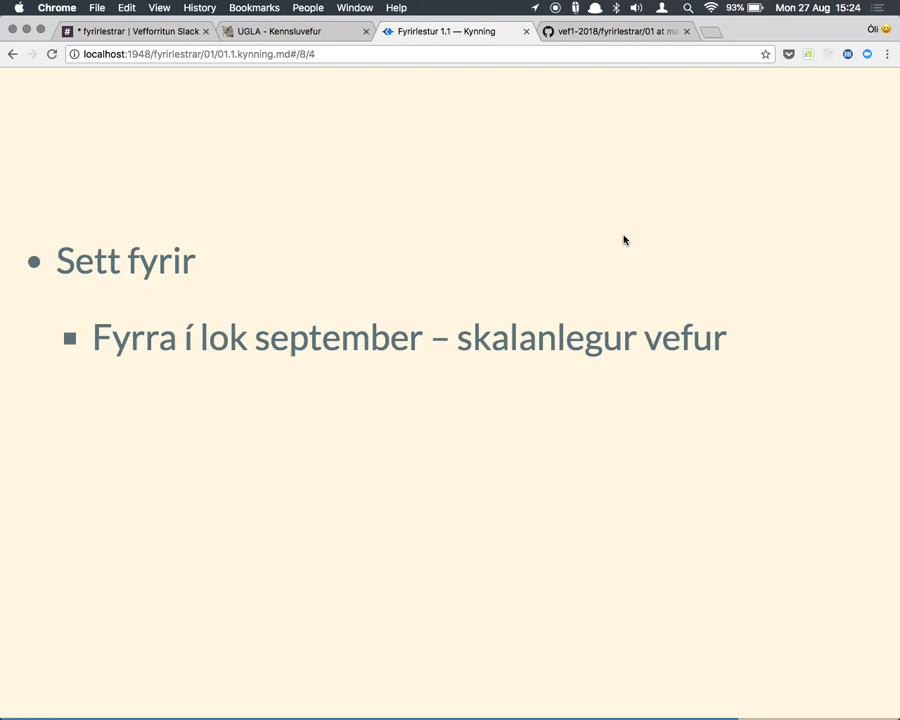 Chrome File Edit View History Bookmarks People Window Help 93% Mon 27 Aug 15:24
* fyrirlestrar | Vefforritun Slack
UGLA - Kennsluvefur
Fyrirlestur 1.1 — Kynning
vef1-2018/fyrirlestrar/01 at ma
Óli
localhost:1948/fyrirlestrar/01/01.1.kynning.md#/8/4
Sett fyrir
Fyrra í lok september – skalanlegur vefur